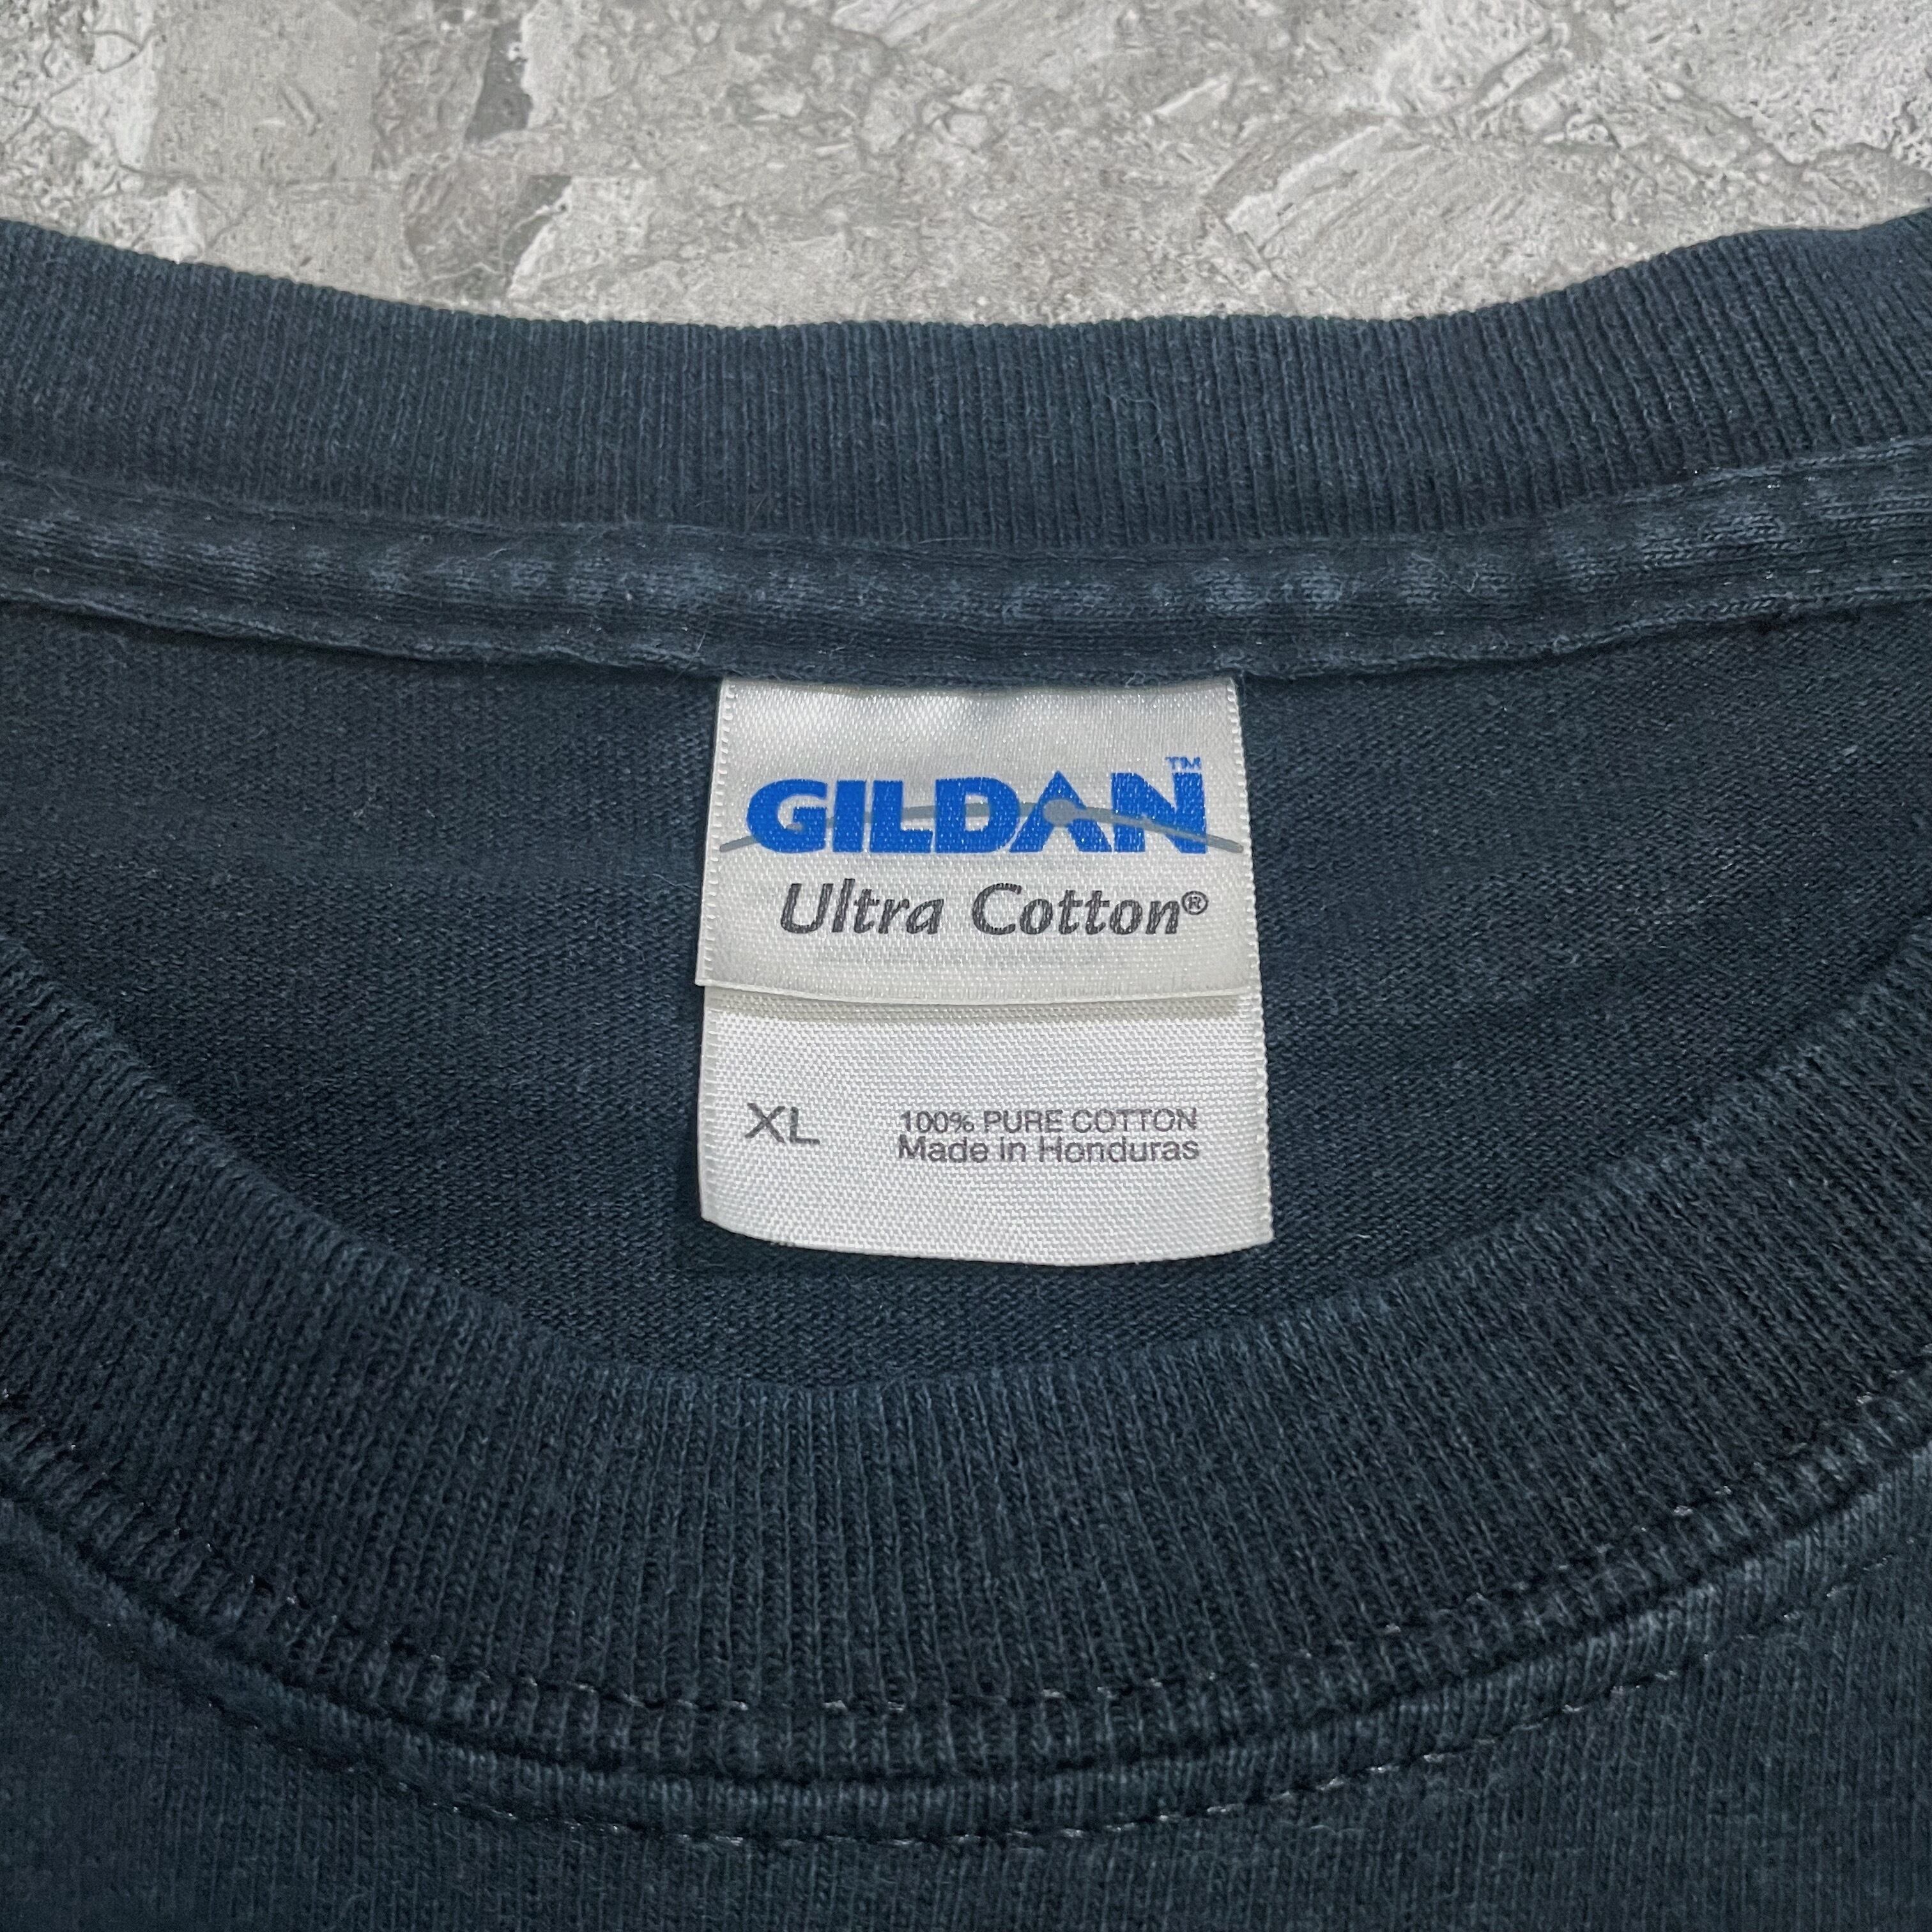 GILDAN™
Ultra Cotton®
XL 100% PURE COTTON
Made in Honduras